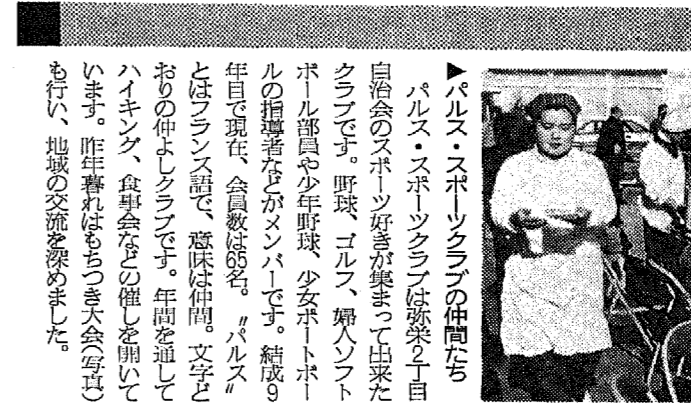 ▶パルス・スポーツクラブの仲間たち
パルス・スポーツクラブは弥栄2丁目
自治会のスポーツ好きが集まって出来た
クラブです。野球、ゴルフ、婦人ソフト
ボール部員や少年野球、少女ポートボー
ルの指導者などがメンバーです。結成9
年目で現在、会員数は65名。〝パルス〟
とはフランス語で、意味は仲間。文字ど
おりの仲よしクラブです。年間を通して
ハイキング、食事会などの催しを開いて
います。昨年暮れはもちつき大会(写真)
も行い、地域の交流を深めました。